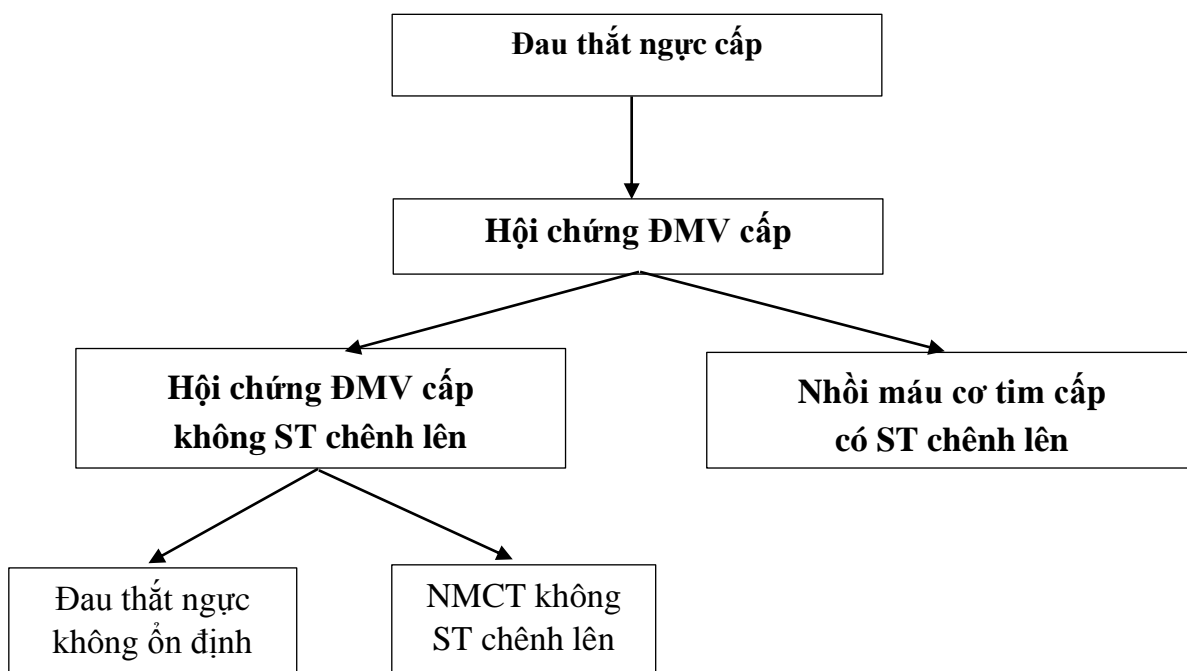 Đau thắt ngực cấp
Hội chứng ĐMV cấp
Hội chứng ĐMV cấp
không ST chênh lên
Nhồi máu cơ tim cấp
có ST chênh lên
Đau thắt ngực
không ổn định
NMCT không
ST chênh lên